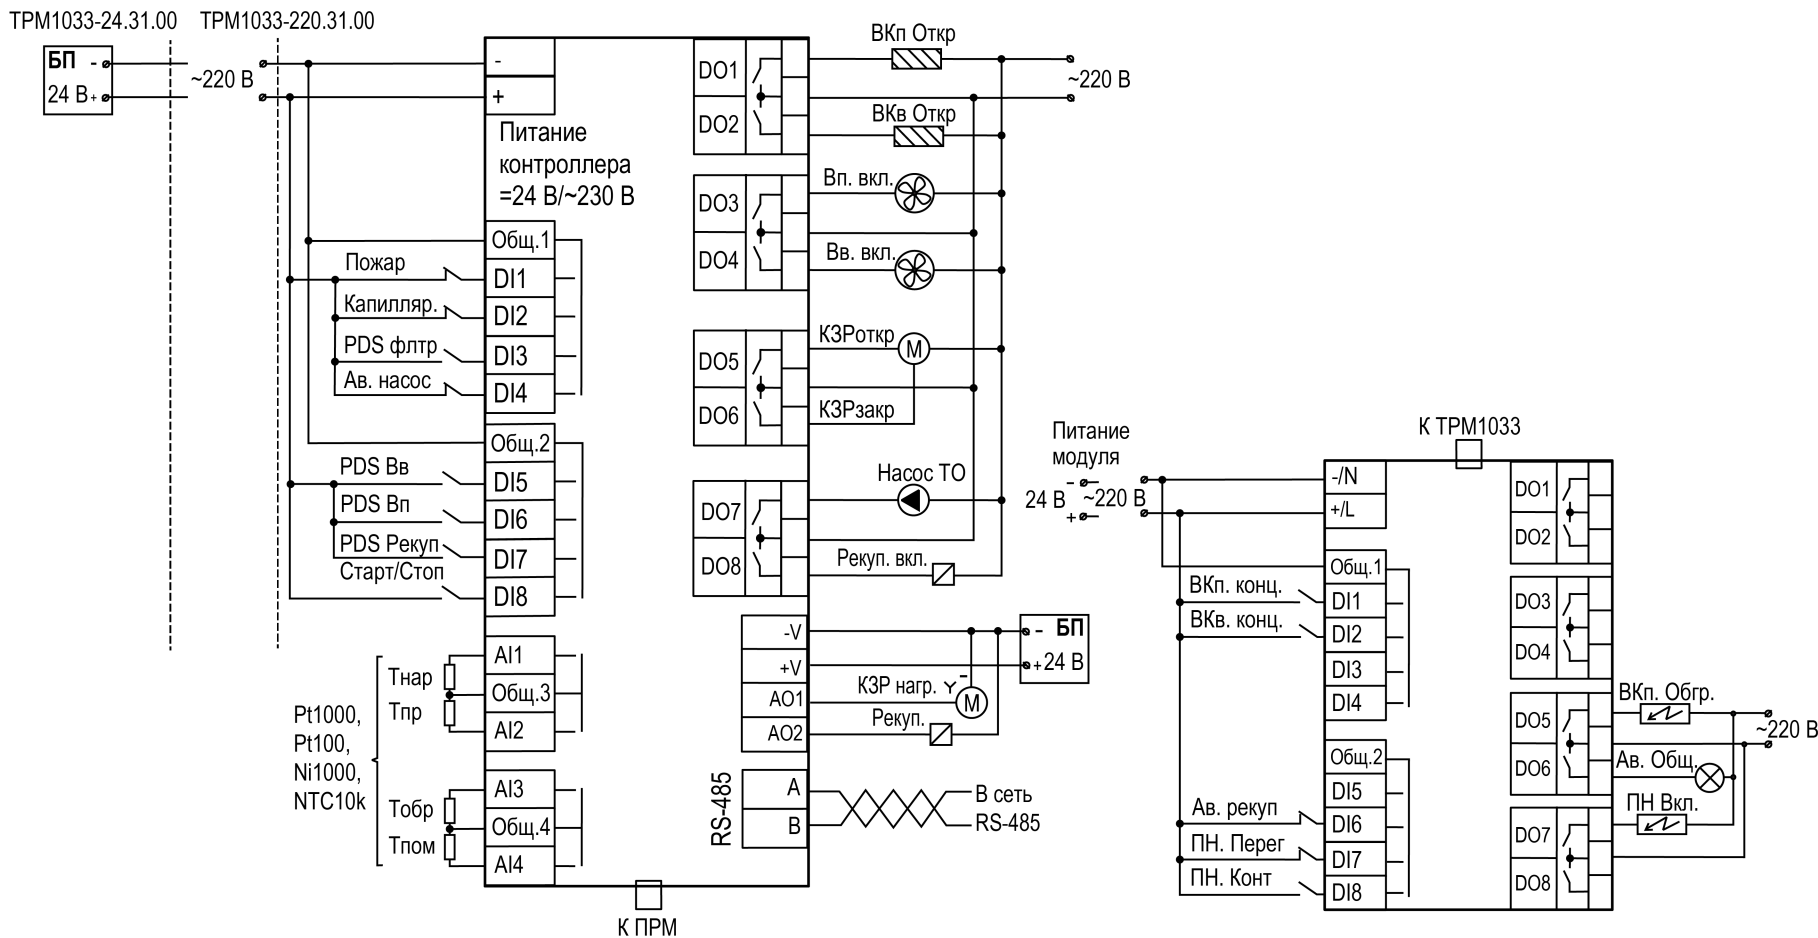 ТРМ1033-24.31.00
ТРМ1033-220.31.00
БП -
24 В +
~220 В
-
+
Питание
контроллера
=24 В/~230 В
Общ.1
Пожар
DI1
Капилляр.
DI2
PDS флтр
DI3
Ав. насос
DI4
Общ.2
PDS Вв
DI5
PDS Вп
DI6
PDS Рекуп
DI7
Старт/Стоп
DI8
Pt1000,
Pt100,
Ni1000,
NTC10k
Тнар
Тпр
Тобр
Тпом
AI1
Общ.3
AI2
AI3
Общ.4
AI4
К ПРМ
DO1
DO2
DO3
DO4
DO5
DO6
DO7
DO8
ВКп Откр
~220 В
ВКв Откр
Вп. вкл.
Вв. вкл.
КЗРоткр
М
КЗРзакр
Насос ТО
Рекуп. вкл.
-V
+V
AO1
AO2
- БП
+ 24 В
КЗР нагр. Y -
М
Рекуп.
RS-485
A
B
В сеть
RS-485
К ТРМ1033
Питание
модуля
-
24 В
+
~220 В
-/N
+/L
Общ.1
ВКп. конц.
DI1
ВКв. конц.
DI2
DI3
DI4
Общ.2
DI5
Ав. рекуп
DI6
ПН. Перег
DI7
ПН. Конт
DI8
DO1
DO2
DO3
DO4
DO5
DO6
DO7
DO8
ВКп. Обгр.
~220 В
Ав. Общ.
ПН Вкл.